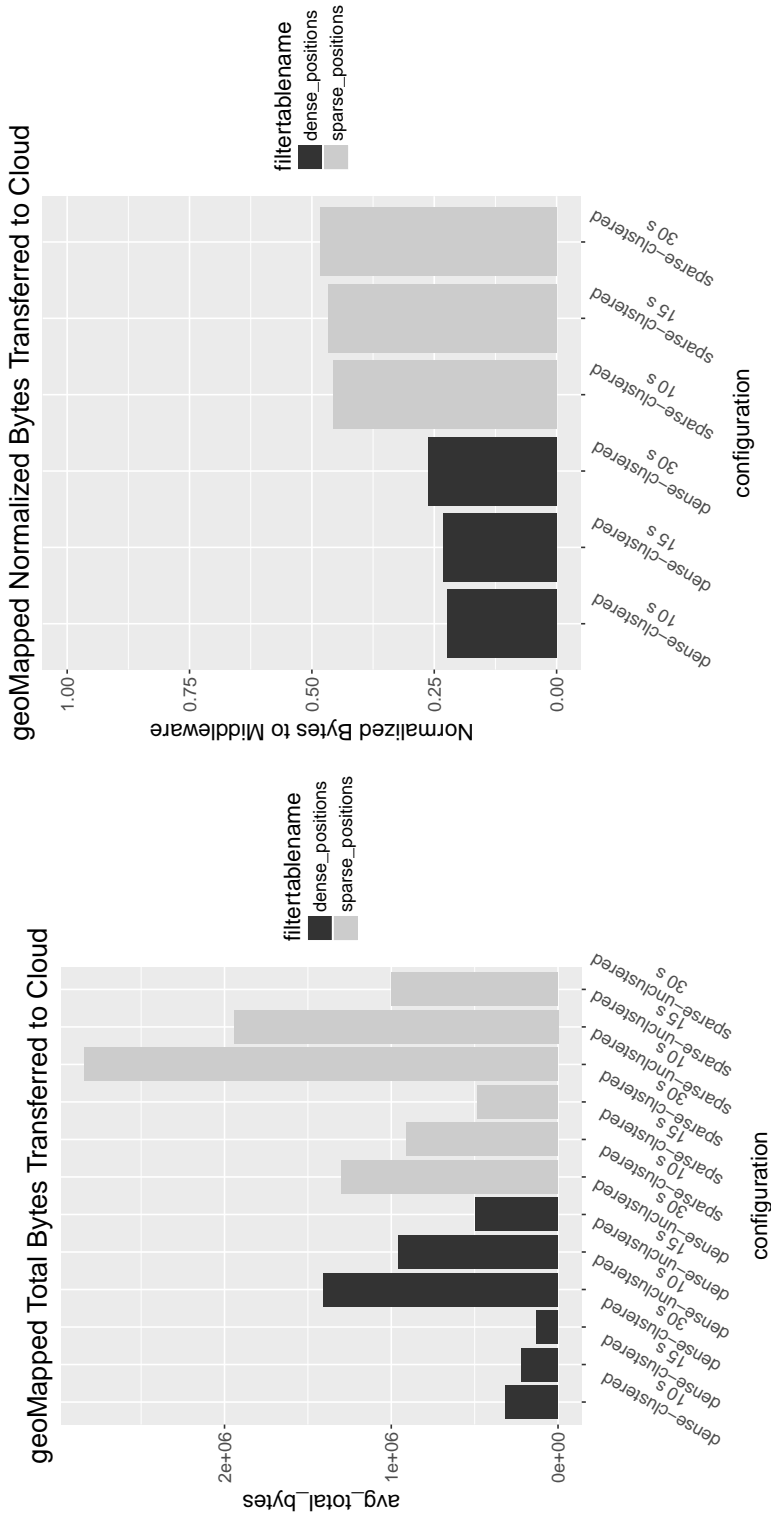 geoMapped Total Bytes Transferred to Cloud
avg_total_bytes
2e+06
1e+06
0e+00
dense−clustered
10 s
dense−clustered
15 s
dense−clustered
30 s
dense−unclustered
10 s
dense−unclustered
15 s
dense−unclustered
30 s
sparse−clustered
10 s
sparse−clustered
15 s
sparse−clustered
30 s
sparse−unclustered
10 s
sparse−unclustered
15 s
sparse−unclustered
30 s
configuration
filtertablename
dense_positions
sparse_positions
geoMapped Normalized Bytes Transferred to Cloud
Normalized Bytes to Middleware
1.00
0.75
0.50
0.25
0.00
dense−clustered
10 s
dense−clustered
15 s
dense−clustered
30 s
sparse−clustered
10 s
sparse−clustered
15 s
sparse−clustered
30 s
configuration
filtertablename
dense_positions
sparse_positions